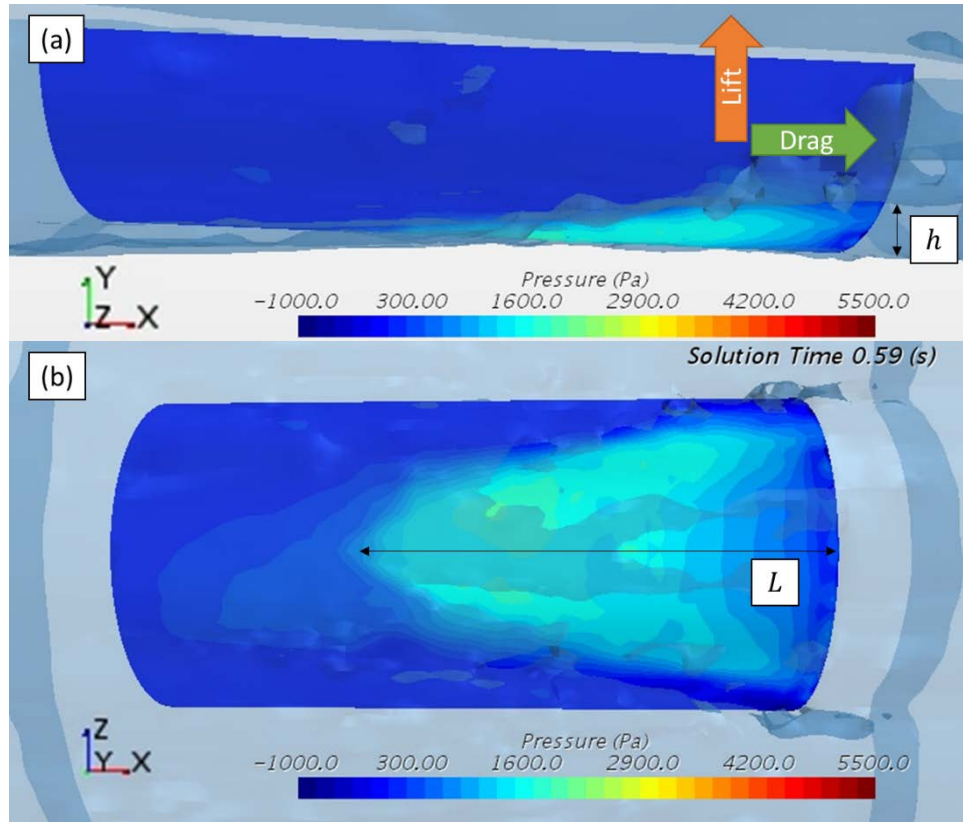 (a)
Lift
Drag
h
Y
Z X
Pressure (Pa)
−1000.0 300.00 1600.0 2900.0 4200.0 5500.0
Solution Time 0.59 (s)
(b)
L
Z
Y X
Pressure (Pa)
−1000.0 300.00 1600.0 2900.0 4200.0 5500.0